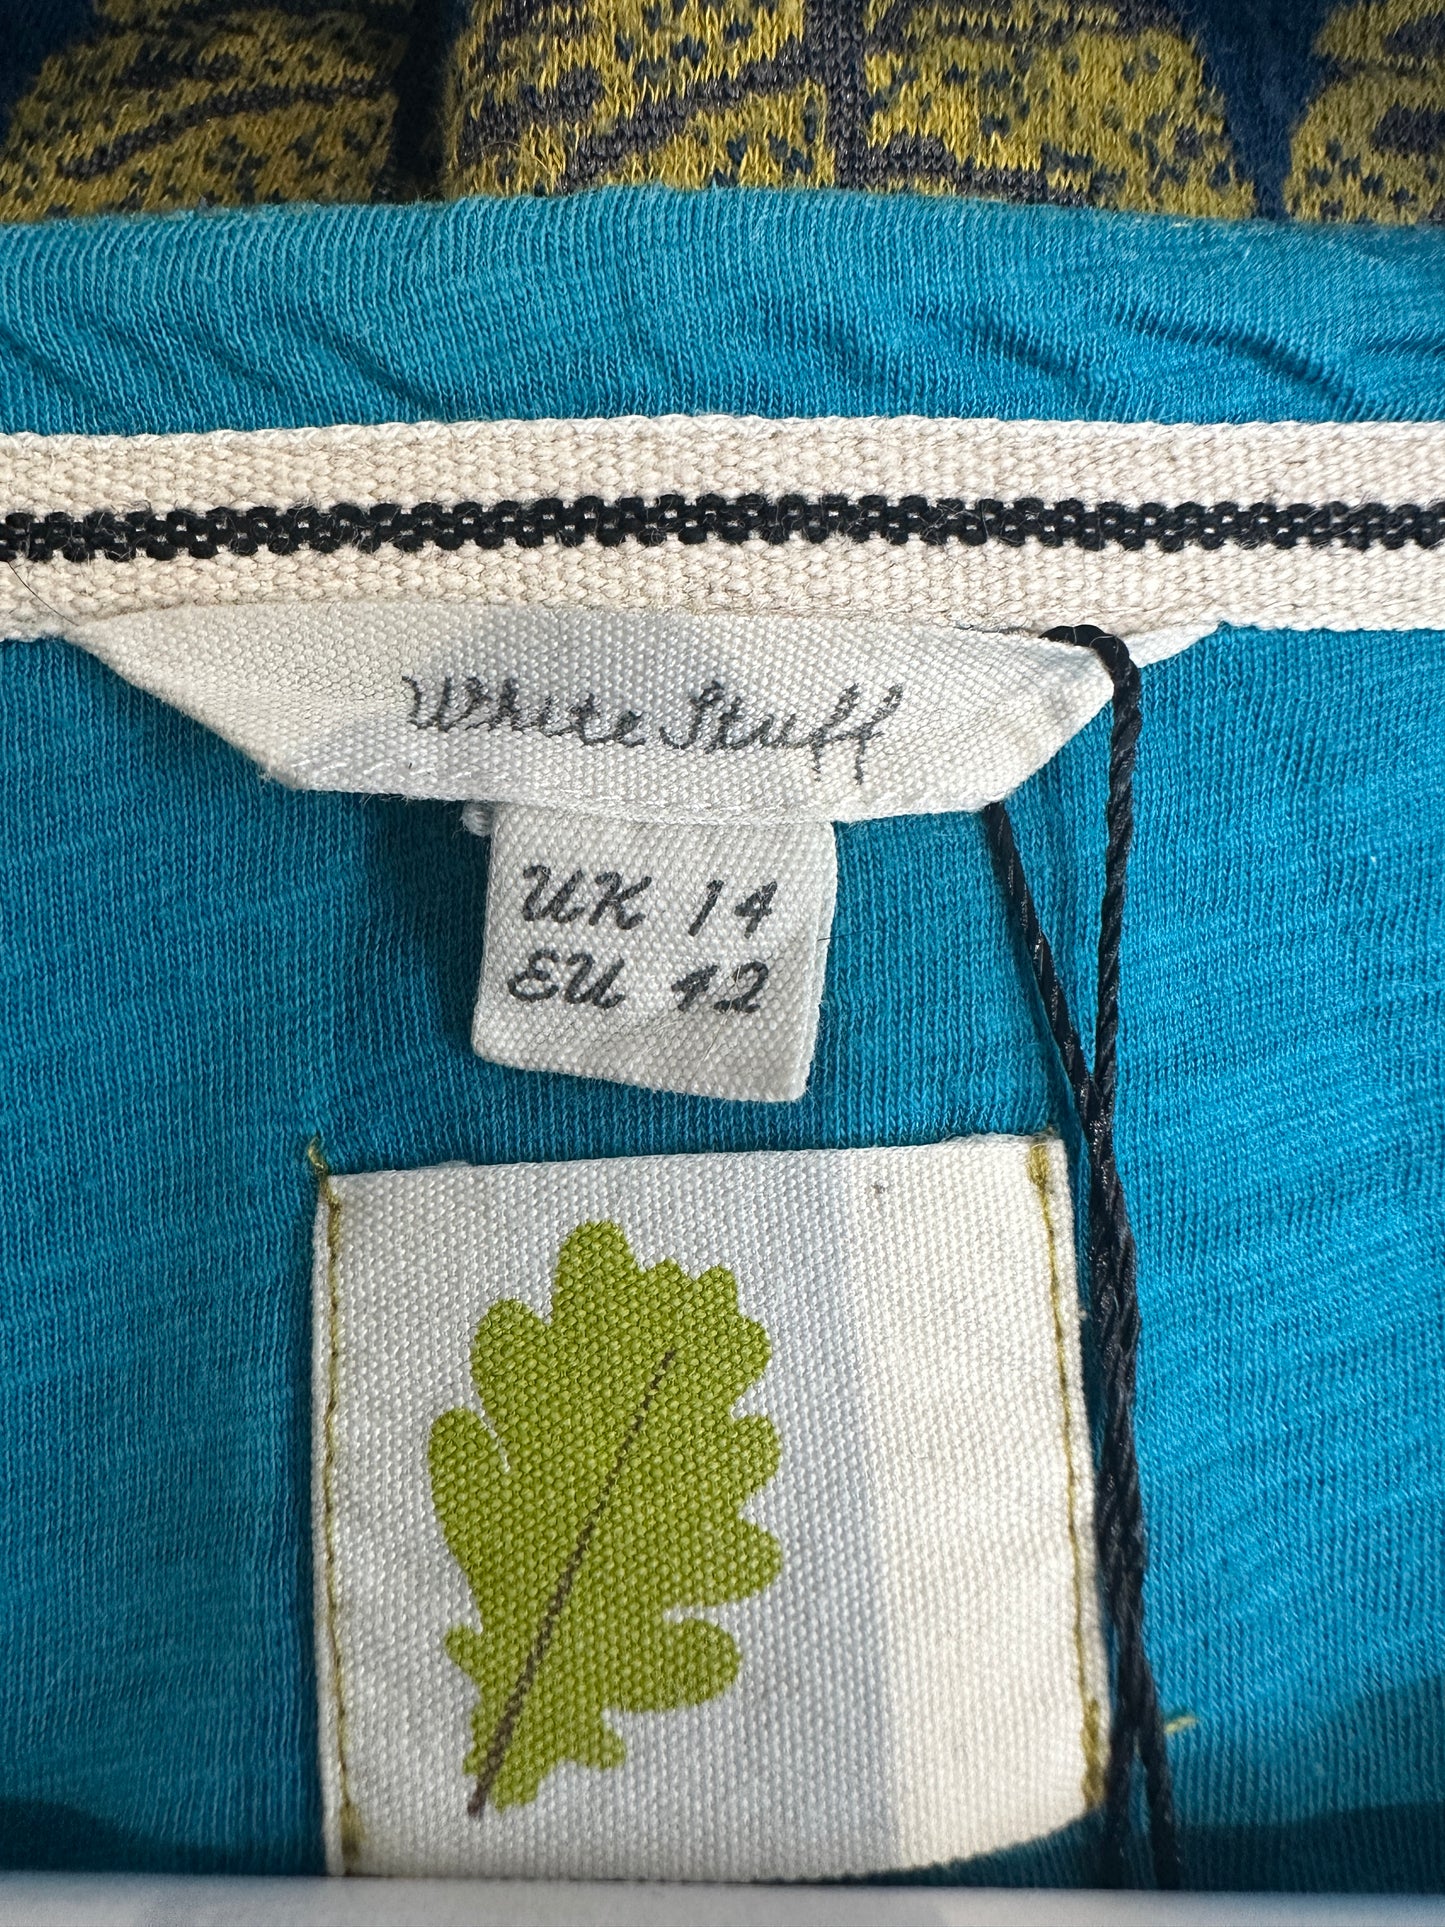 White Stuff
UK 14
EU 42